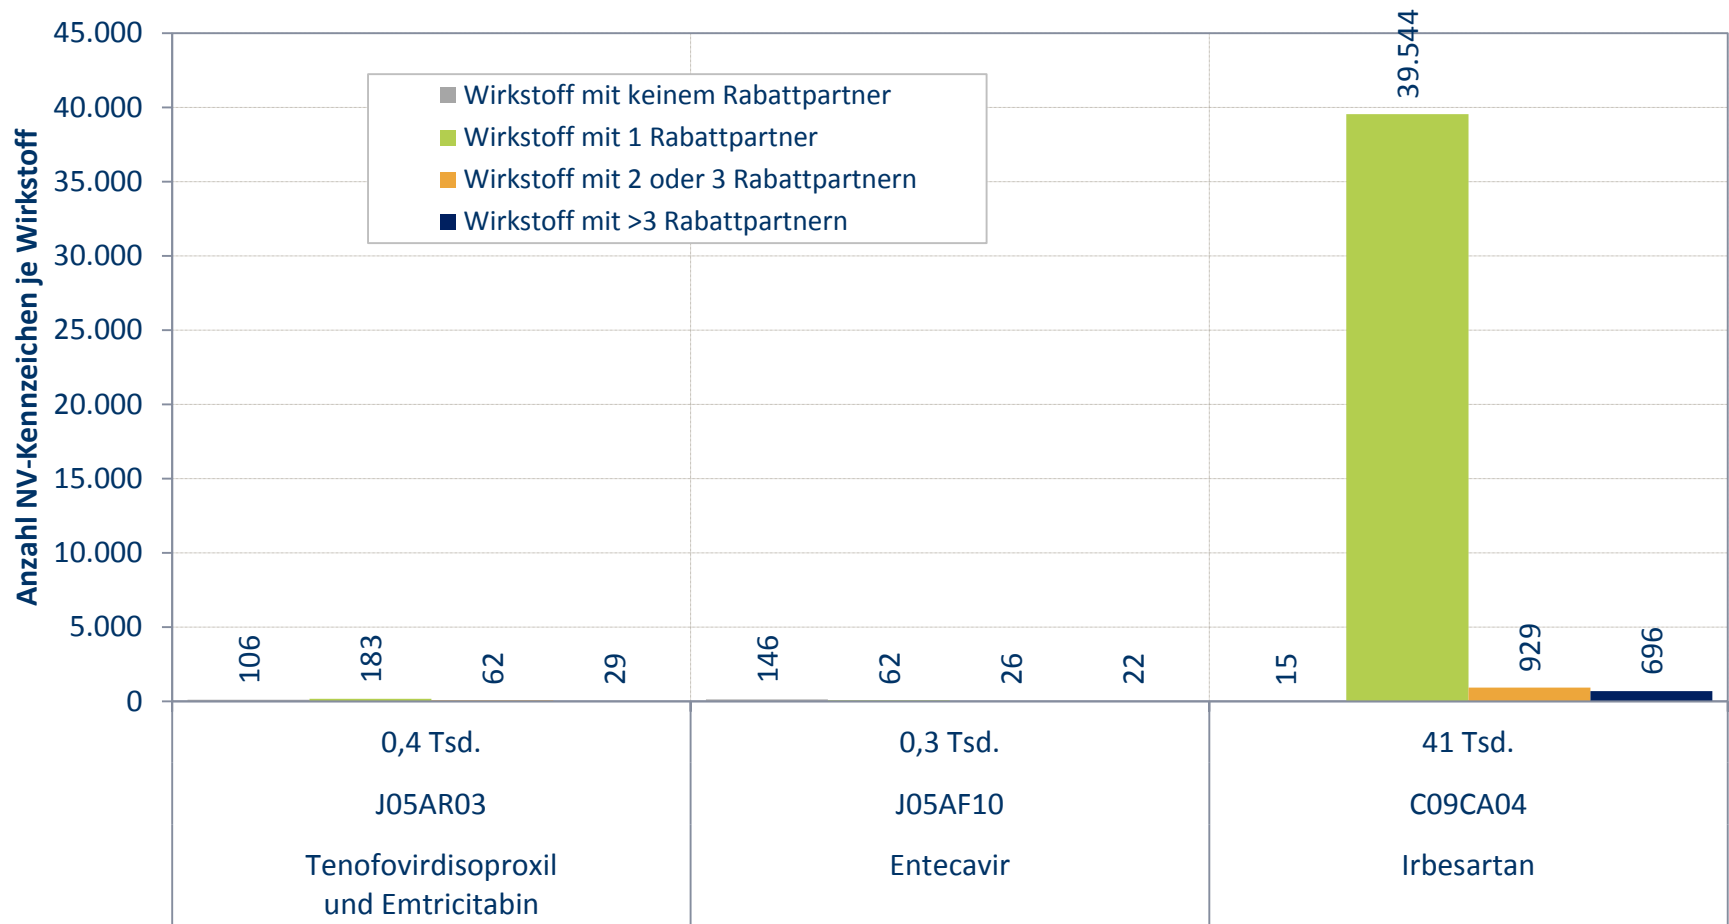 Anzahl NV-Kennzeichen je Wirkstoff
45.000
40.000
35.000
30.000
25.000
20.000
15.000
10.000
5.000
0
Wirkstoff mit keinem Rabattpartner
Wirkstoff mit 1 Rabattpartner
Wirkstoff mit 2 oder 3 Rabattpartnern
Wirkstoff mit >3 Rabattpartnern
106
183
62
29
146
62
26
22
15
39.544
929
696
0,4 Tsd.
0,3 Tsd.
41 Tsd.
J05AR03
J05AF10
C09CA04
Tenofovirdisoproxil
und Emtricitabin
Entecavir
Irbesartan